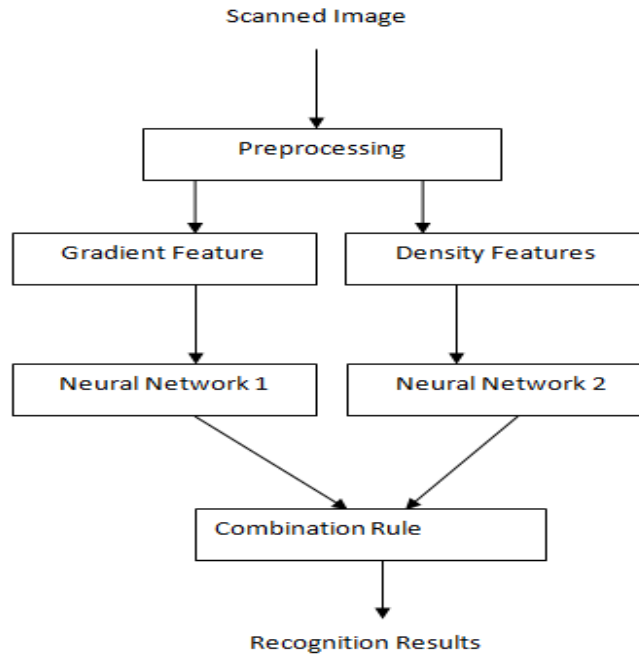 Scanned Image
Preprocessing
Gradient Feature
Density Features
Neural Network 1
Neural Network 2
Combination Rule
Recognition Results